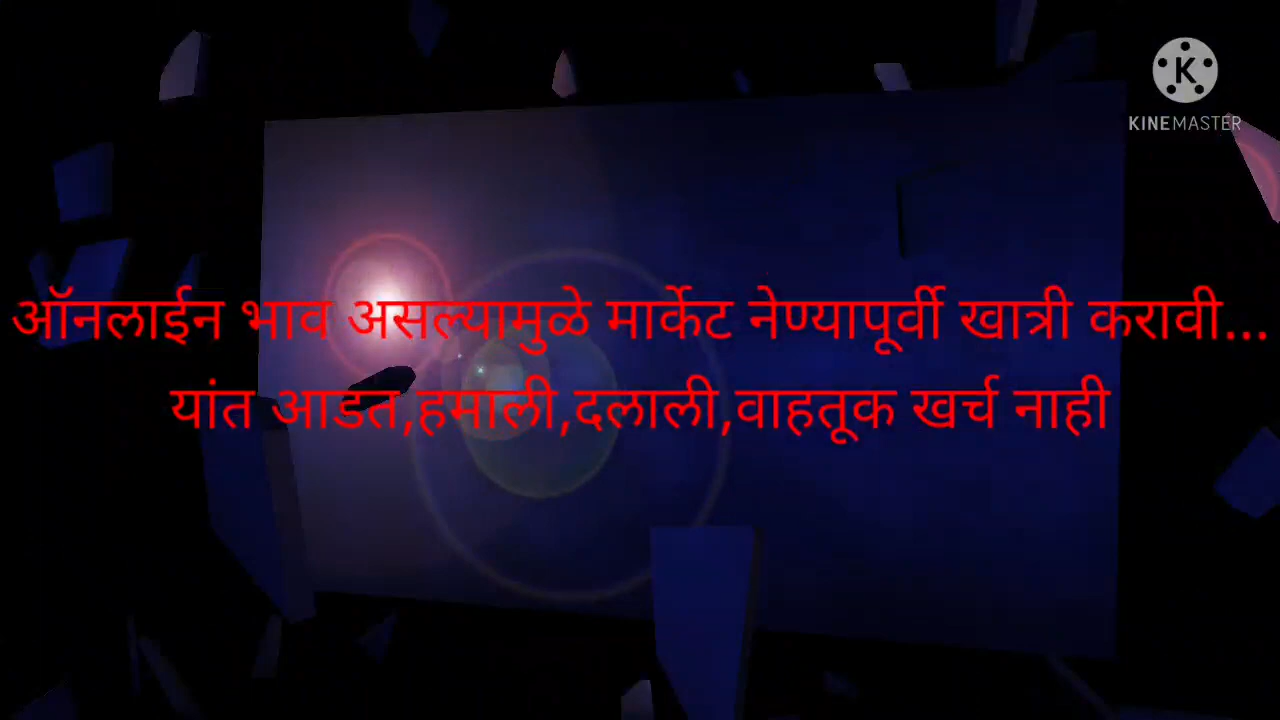 KINEMASTER
ऑनलाईन भाव असल्यामुळे मार्केट नेण्यापूर्वी खात्री करावी...
यांत आडत,हमाली,दलाली,वाहतूक खर्च नाही